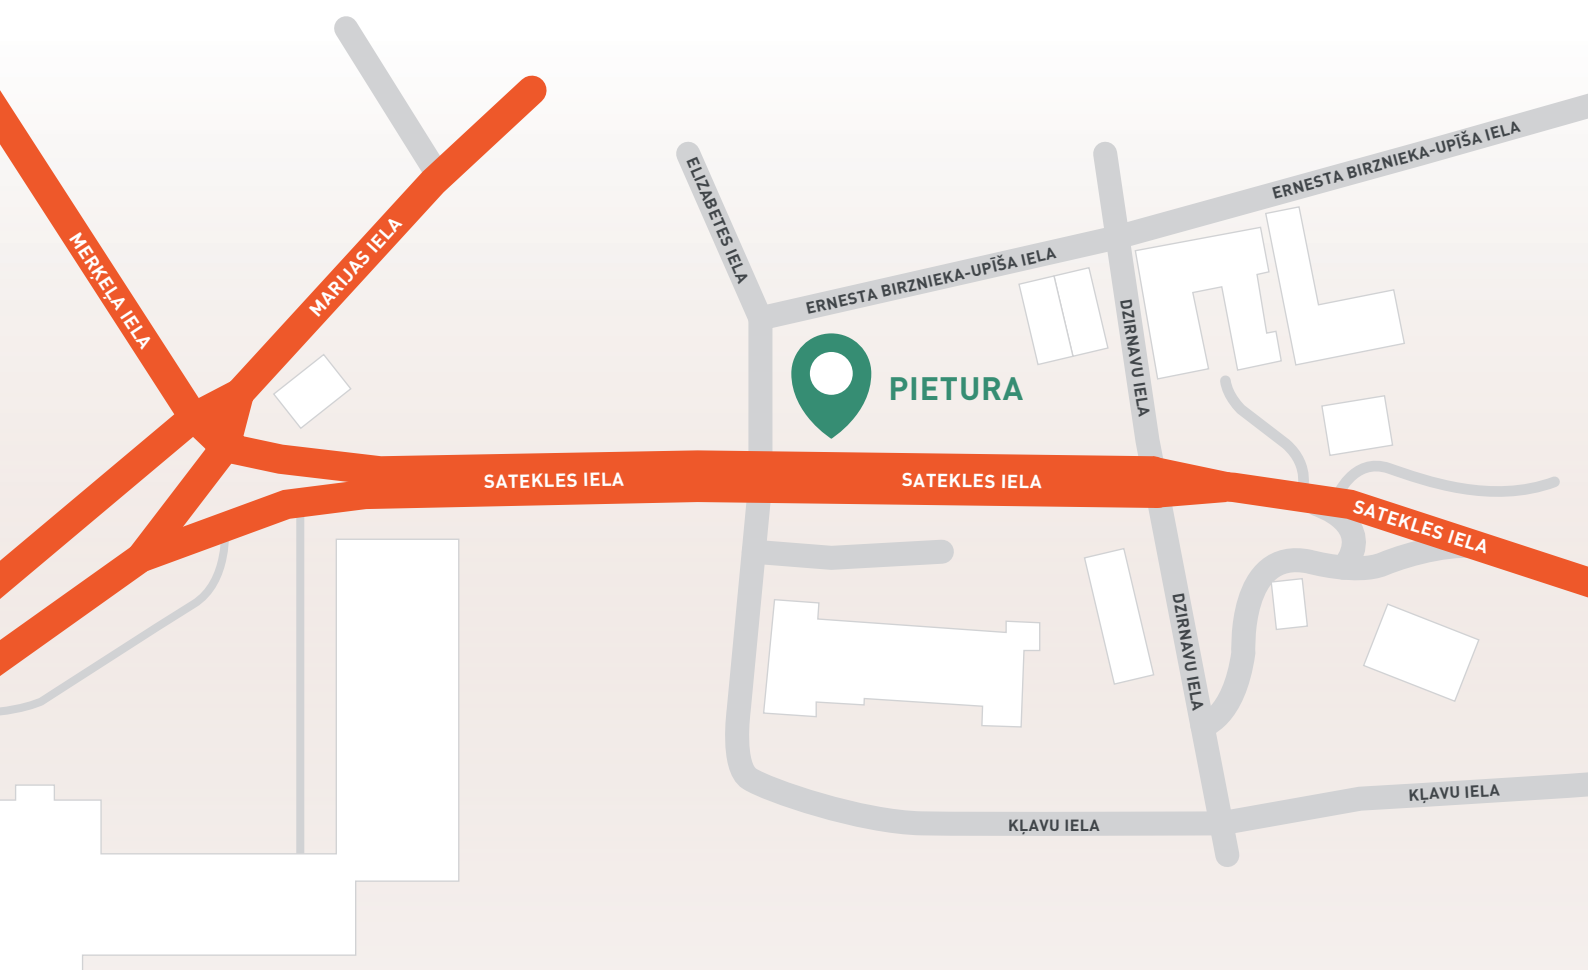 ERNESTA BIRZNIEKA-UPĪŠA IELA
ELIZABETES IELA
MERĶEĻA IELA
MARIJAS IELA
ERNESTA BIRZNIEKA-UPĪŠA IELA
DZIRNAVU IELA
PIETURA
SATEKLES IELA
SATEKLES IELA
SATEKLES IELA
DZIRNAVU IELA
KĻAVU IELA
KĻAVU IELA